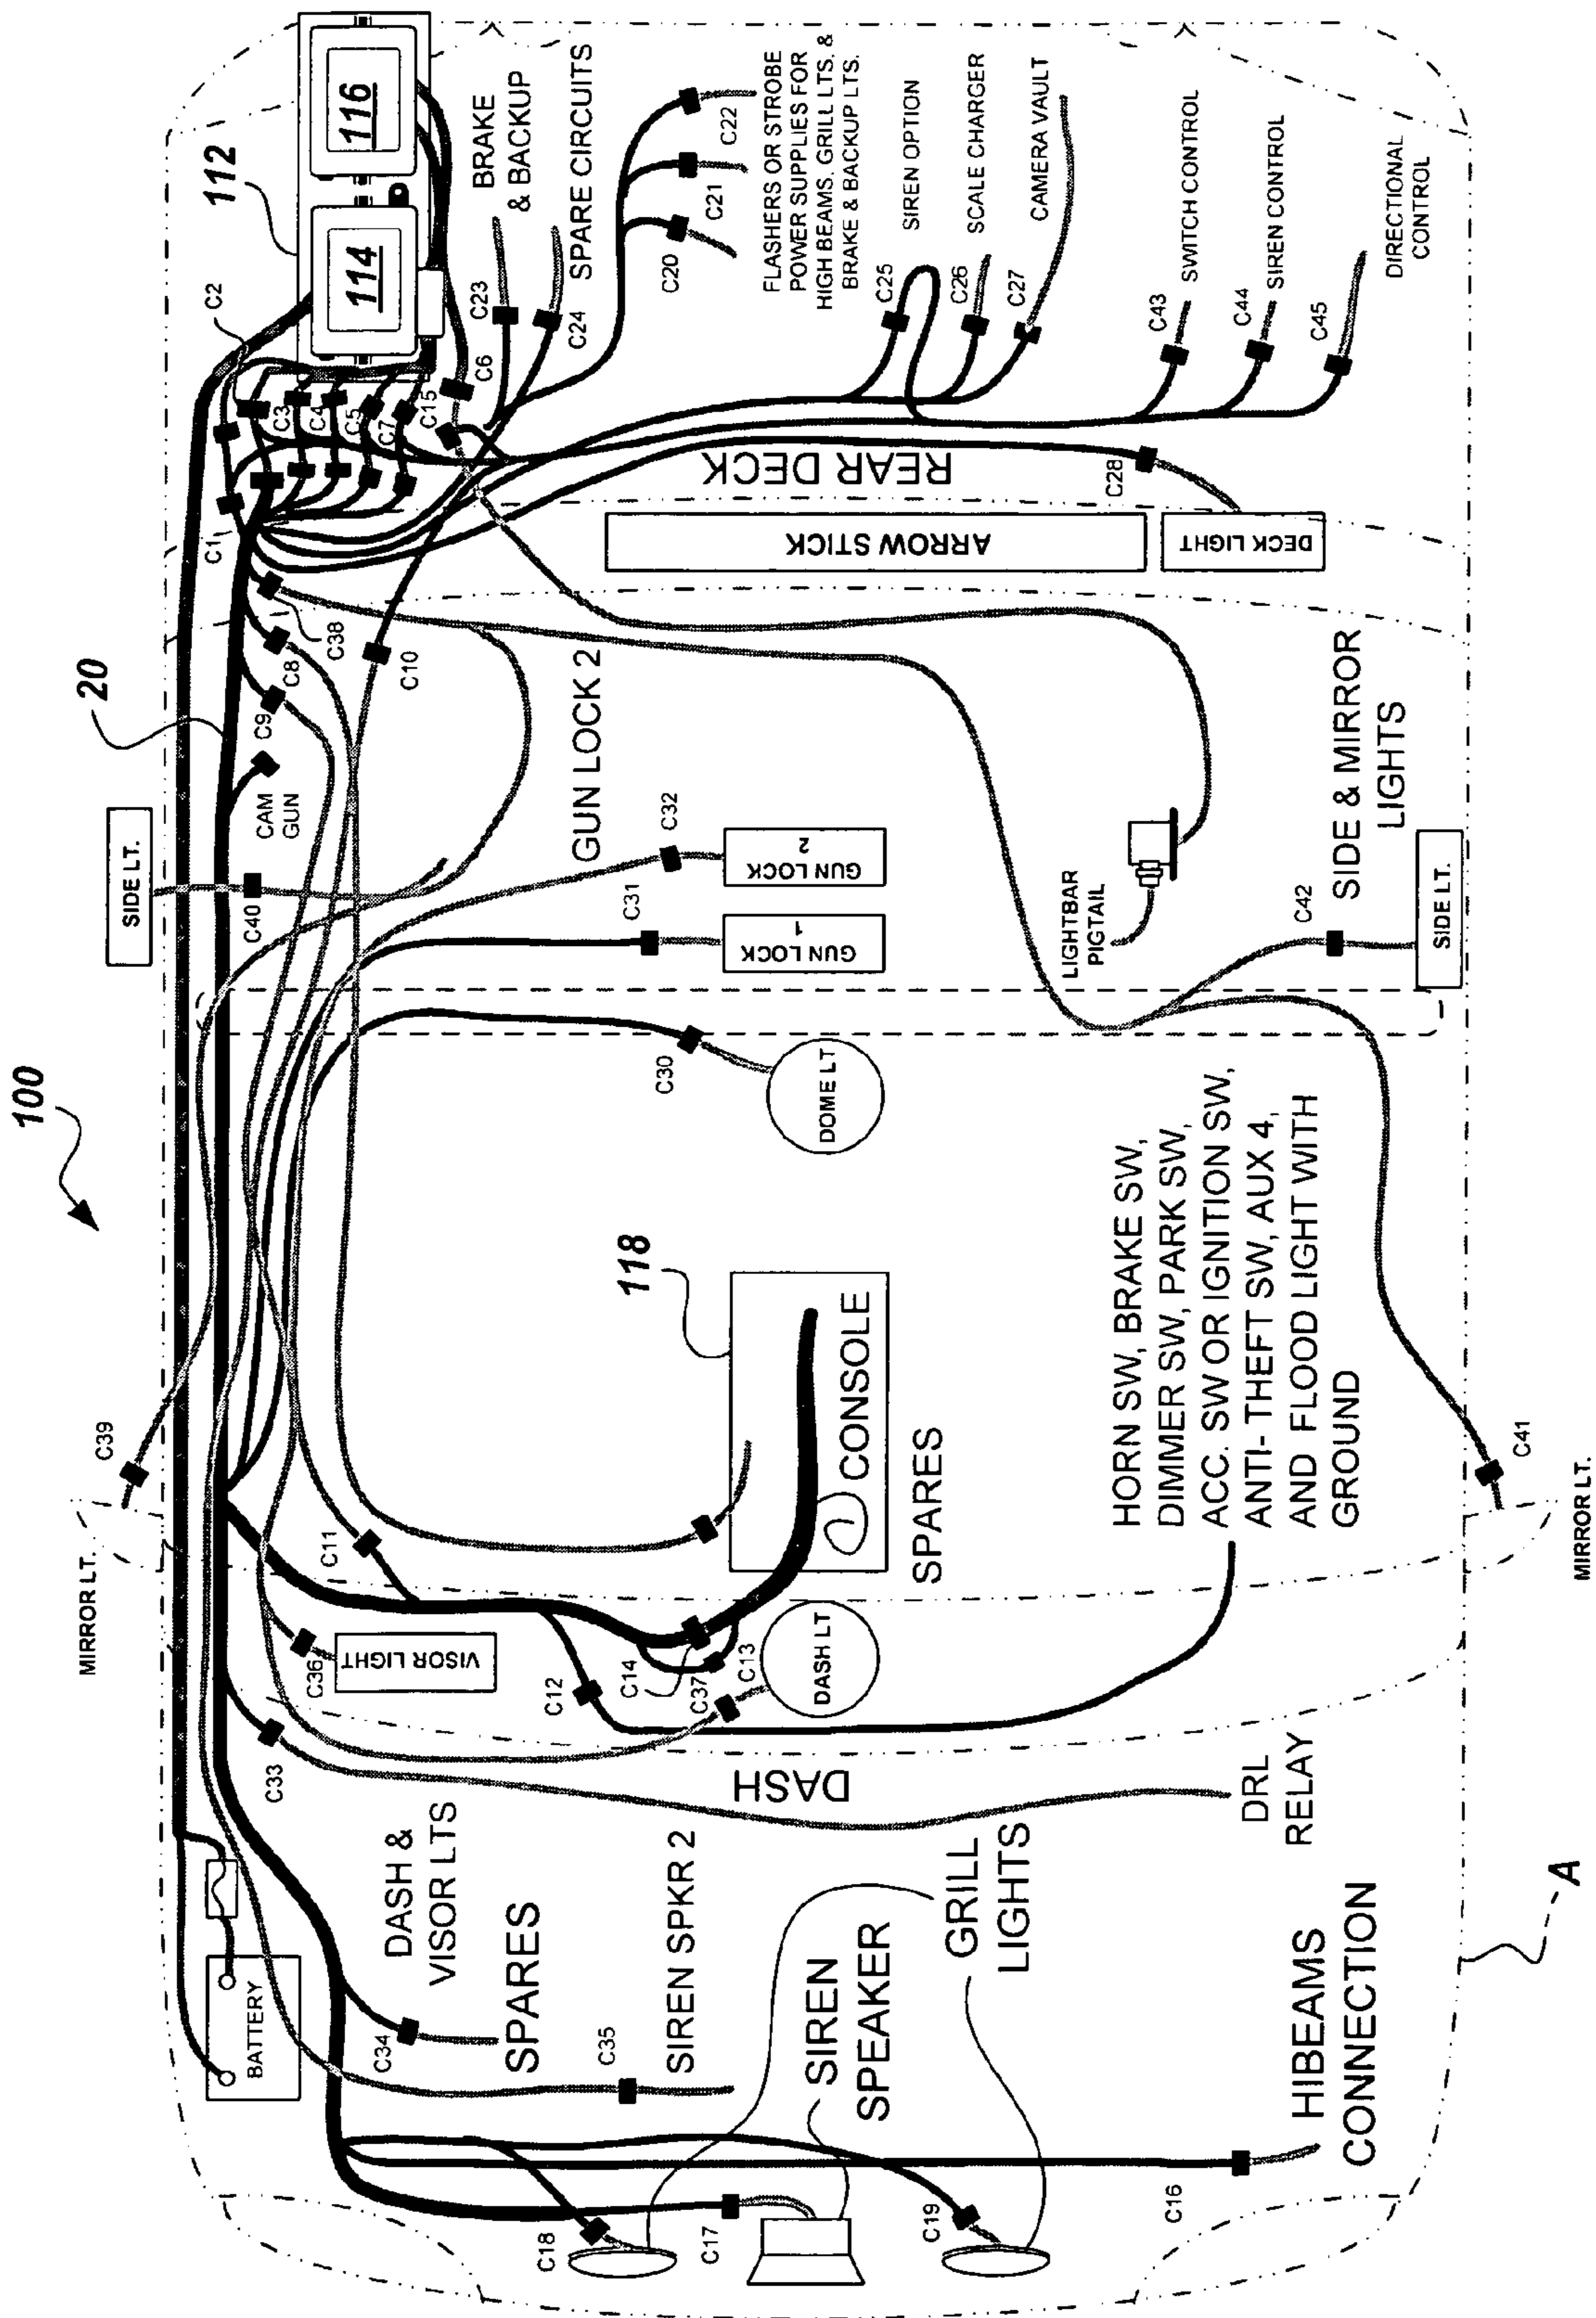 100
20
112
114
116
118
A
BATTERY
MIRROR LT.
C39
SIDE LT.
C40
CAM
GUN
C9
C8
C38
C10
C1
C2
C3
C4
C5
C7
C15
C6
C23
C24
BRAKE
& BACKUP
SPARE CIRCUITS
C20
C21
C22
FLASHERS OR STROBE
POWER SUPPLIES FOR
HIGH BEAMS, GRILL LTS. &
BRAKE & BACKUP LTS.
C25
SIREN OPTION
C26
SCALE CHARGER
C27
CAMERA VAULT
C43
SWITCH CONTROL
C44
SIREN CONTROL
C45
DIRECTIONAL
CONTROL
REAR DECK
C28
ARROW STICK
DECK LIGHT
GUN LOCK 2
C32
GUN LOCK
2
C31
GUN LOCK
1
LIGHTBAR
PIGTAIL
SIDE & MIRROR
LIGHTS
C42
SIDE LT.
C30
DOME LT
CONSOLE
SPARES
HORN SW, BRAKE SW,
DIMMER SW, PARK SW,
ACC. SW OR IGNITION SW,
ANTI- THEFT SW, AUX 4,
AND FLOOD LIGHT WITH
GROUND
C41
MIRROR LT.
C11
C36
VISOR LIGHT
C12
C14
C37
C13
DASH LT
C33
DASH
DRL
RELAY
DASH &
VISOR LTS
SPARES
C34
C35
SIREN SPKR 2
SIREN
SPEAKER
GRILL
LIGHTS
HIBEAMS
CONNECTION
C18
C17
C19
C16